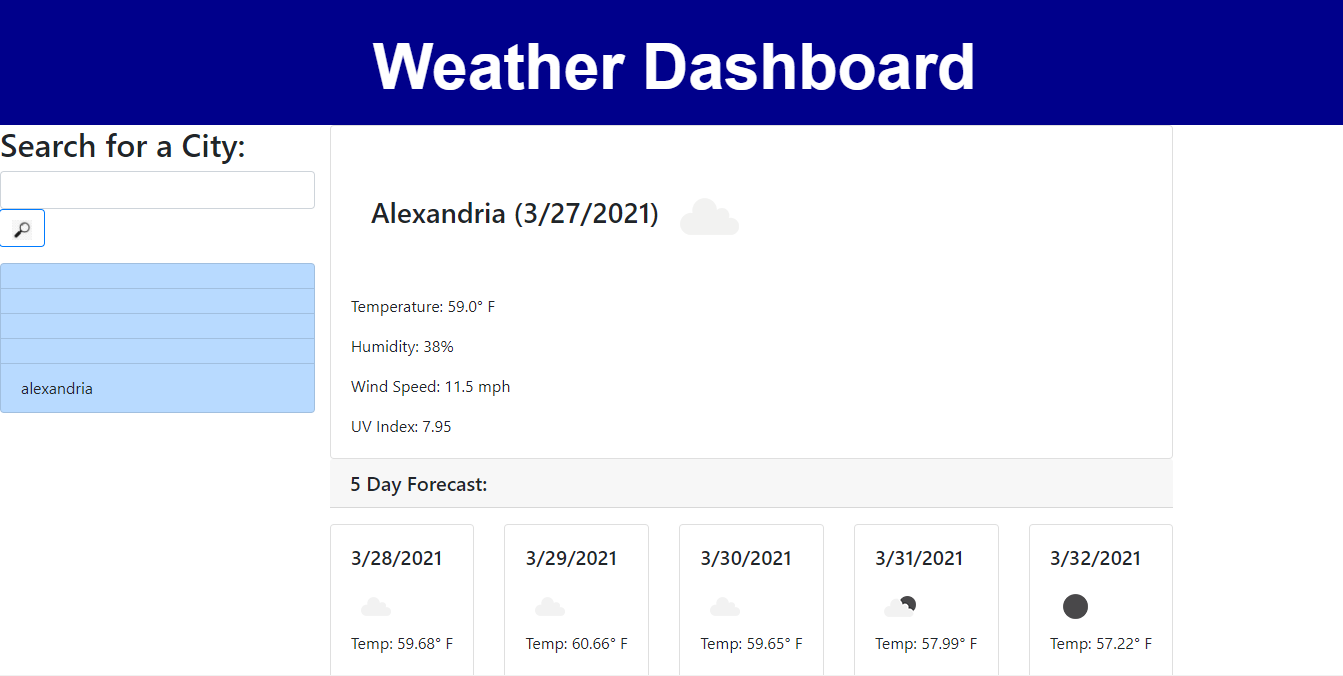 Weather Dashboard
Search for a City:
alexandria
Alexandria (3/27/2021)
Temperature: 59.0° F
Humidity: 38%
Wind Speed: 11.5 mph
UV Index: 7.95
5 Day Forecast:
3/28/2021
Temp: 59.68° F
3/29/2021
Temp: 60.66° F
3/30/2021
Temp: 59.65° F
3/31/2021
Temp: 57.99° F
3/32/2021
Temp: 57.22° F